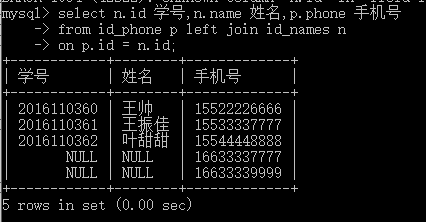 mysql> select n.id 学号,n.name 姓名,p.phone 手机号
-> from id_phone p left join id_names n
-> on p.id = n.id;
+------------+--------+-------------+
| 学号 | 姓名 | 手机号 |
+------------+--------+-------------+
| 2016110360 | 王帅 | 15522226666 |
| 2016110361 | 王振佳 | 15533337777 |
| 2016110362 | 叶甜甜 | 15544448888 |
| NULL | NULL | 16633337777 |
| NULL | NULL | 16633339999 |
+------------+--------+-------------+
5 rows in set (0.00 sec)